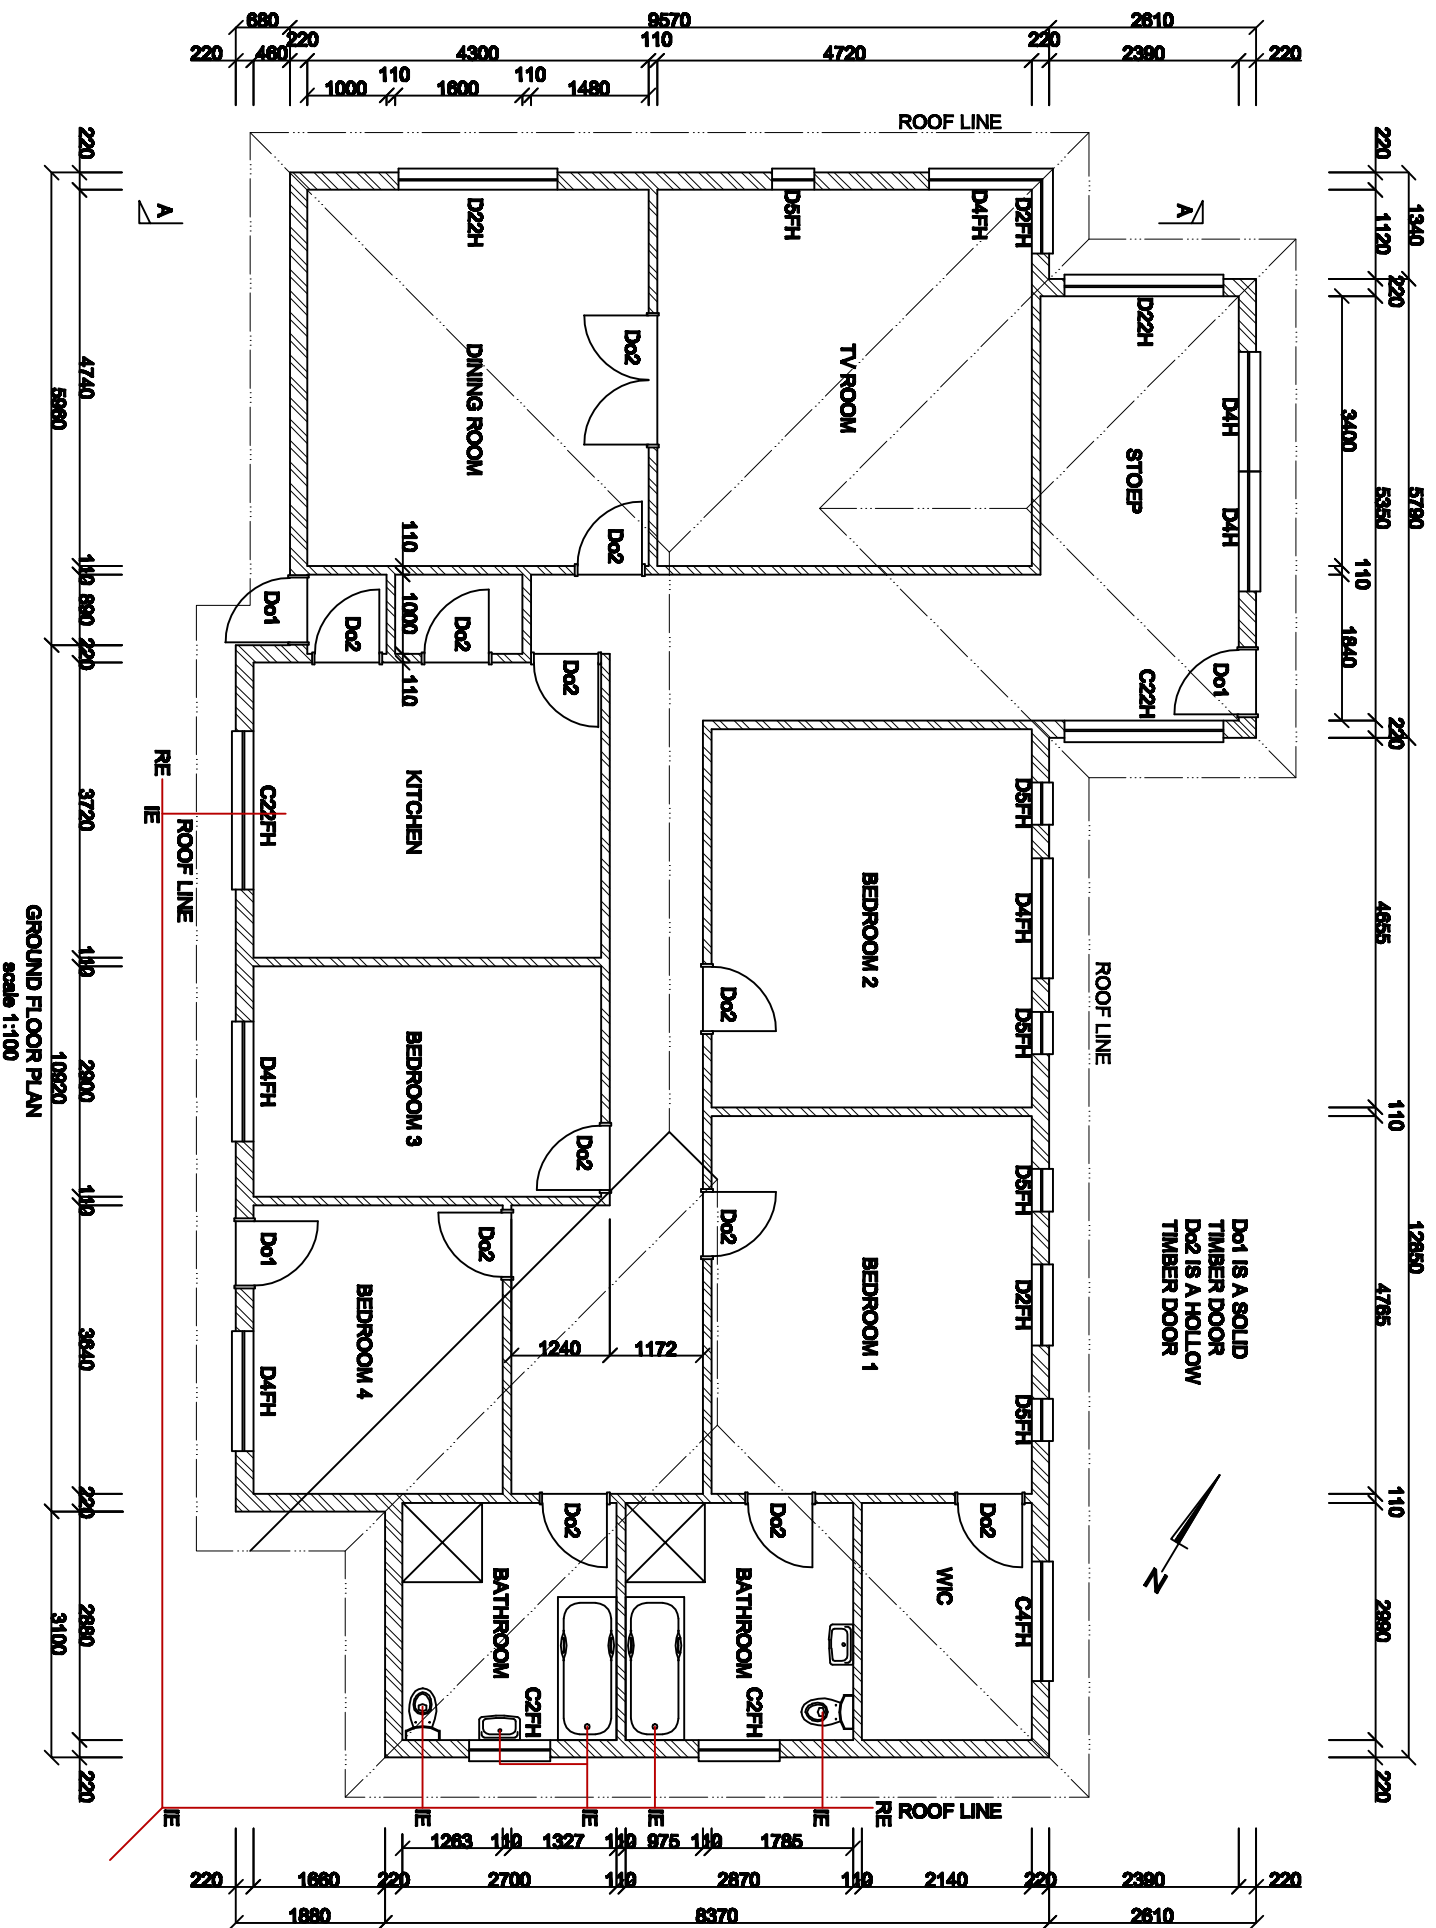 680
9570
2610
220
460
220
4300
110
4720
220
2390
220
1000
110
1600
110
1480
ROOF LINE
220
4740
110
890
220
3720
110
2900
110
3640
220
2880
220
5960
10920
3100
220
1120
220
5350
220
4655
110
4765
110
2990
220
1340
5790
12850
3400
110
1840
A
A
D22H
D5FH
D4FH
D2FH
D22H
D4H
D4H
STOEP
TV ROOM
DINING ROOM
Do2
Do2
110
1000
110
Do1
Do2
Do2
Do2
Do1
C22H
RE
IE
C22FH
KITCHEN
ROOF LINE
D5FH
D4FH
D5FH
BEDROOM 2
Do2
ROOF LINE
GROUND FLOOR PLAN
scale 1:100
D4FH
BEDROOM 3
Do2
D5FH
D2FH
D5FH
BEDROOM 1
Do2
Do1 IS A SOLID
TIMBER DOOR
Do2 IS A HOLLOW
TIMBER DOOR
Do1
Do2
BEDROOM 4
D4FH
1240
1172
Do2
Do2
Do2
BATHROOM
BATHROOM
WIC
C4FH
C2FH
C2FH
N
IE
IE
IE
IE
IE
RE
ROOF LINE
1263
110
1327
110
975
110
1785
220
1660
220
2700
110
2870
110
2140
220
2390
220
1880
8370
2610